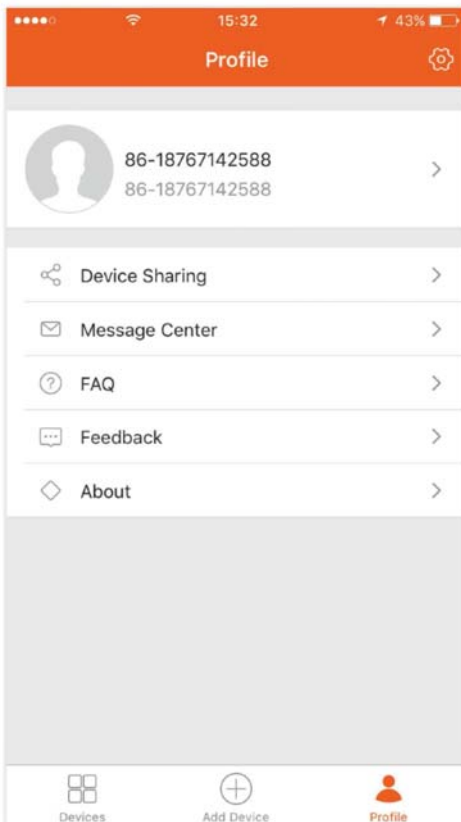 15:32
43%
Profile
86-18767142588
86-18767142588
Device Sharing
Message Center
? FAQ
Feedback
About
Devices Add Device Profile